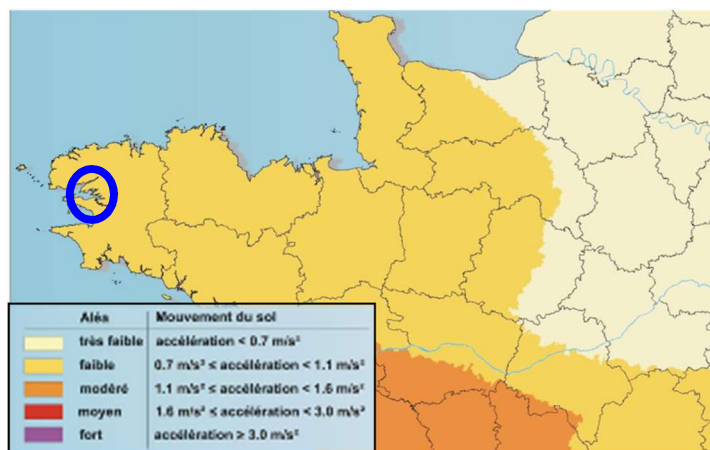 Aléa Mouvement du sol
très faible accélération < 0.7 m/s²
faible 0.7 m/s² ≤ accélération < 1.1 m/s²
modéré 1.1 m/s² ≤ accélération < 1.6 m/s²
moyen 1.6 m/s² ≤ accélération < 3.0 m/s²
fort accélération ≥ 3.0 m/s²